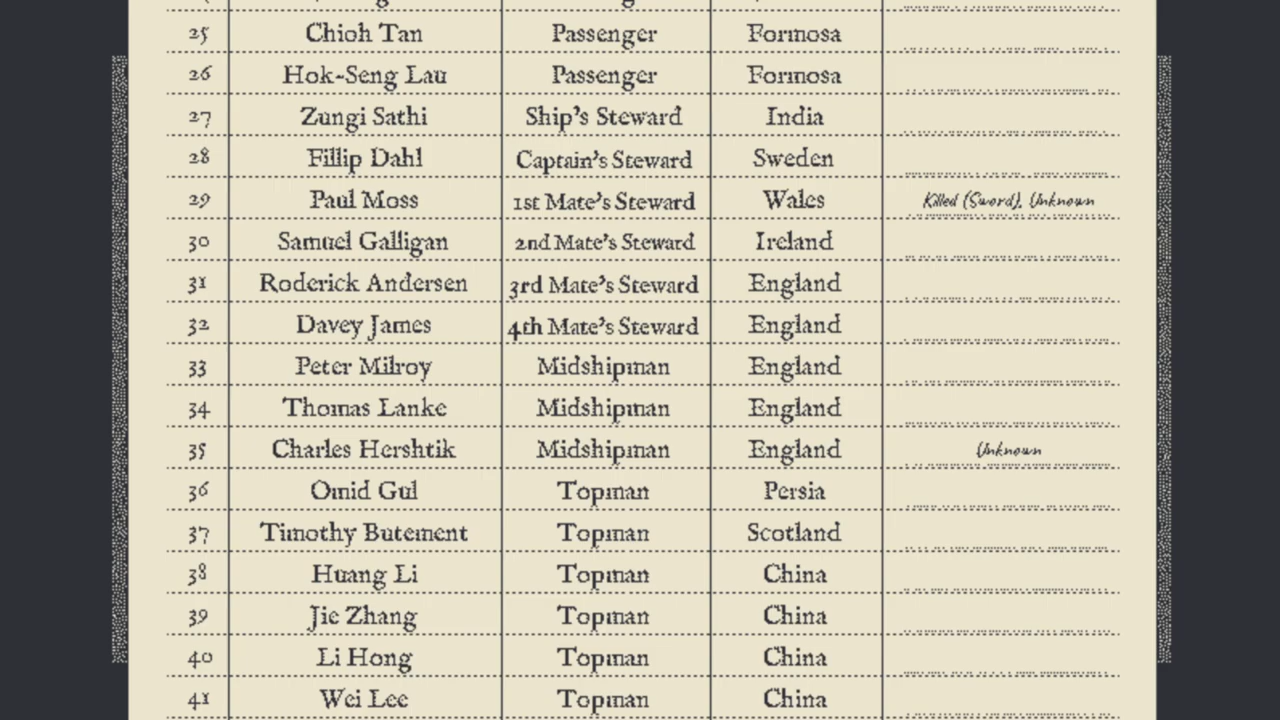 25 Chioh Tan Passenger Formosa
26 Hok-Seng Lau Passenger Formosa
27 Zungi Sathi Ship's Steward India
28 Fillip Dahl Captain's Steward Sweden
29 Paul Moss 1st Mate's Steward Wales Killed (Sword), Unknown
30 Samuel Galligan 2nd Mate's Steward Ireland
31 Roderick Andersen 3rd Mate's Steward England
32 Davey James 4th Mate's Steward England
33 Peter Milroy Midshipman England
34 Thomas Lanke Midshipman England
35 Charles Hershtik Midshipman England Unknown
36 Omid Gul Topman Persia
37 Timothy Butement Topman Scotland
38 Huang Li Topman China
39 Jie Zhang Topman China
40 Li Hong Topman China
41 Wei Lee Topman China